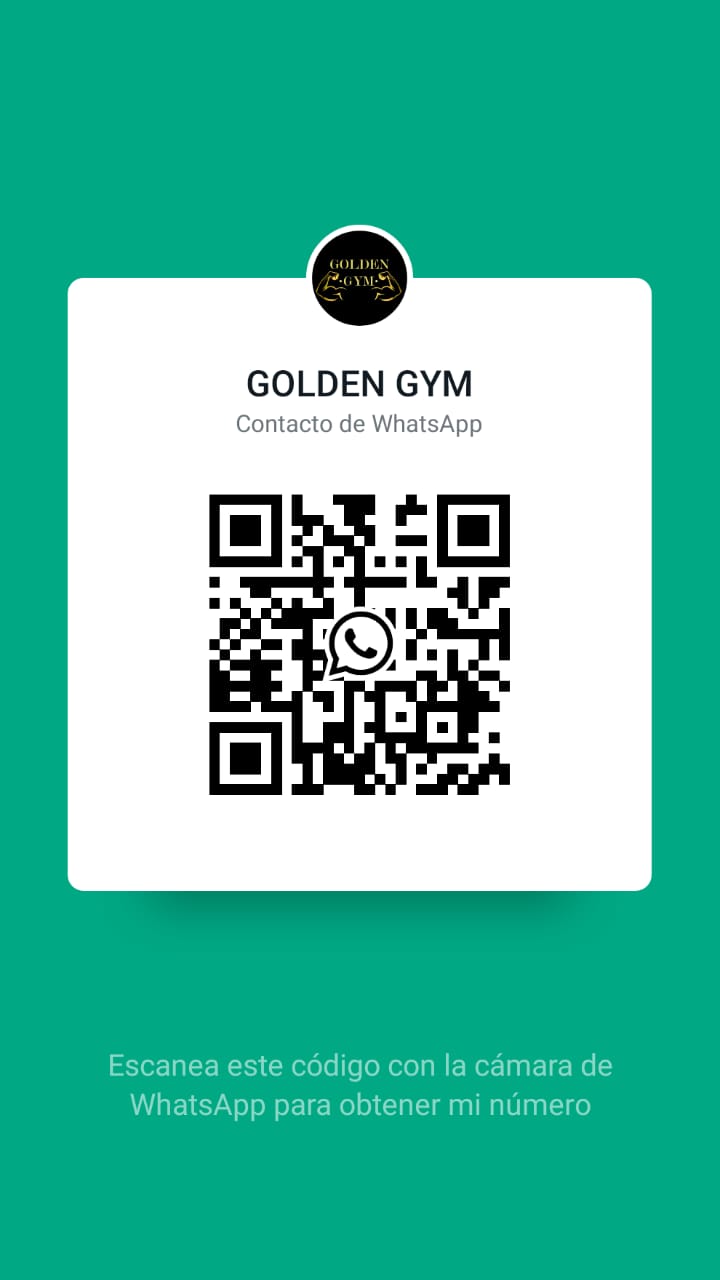 GOLDEN
·GYM·
GOLDEN GYM
Contacto de WhatsApp
Escanea este código con la cámara de
WhatsApp para obtener mi número